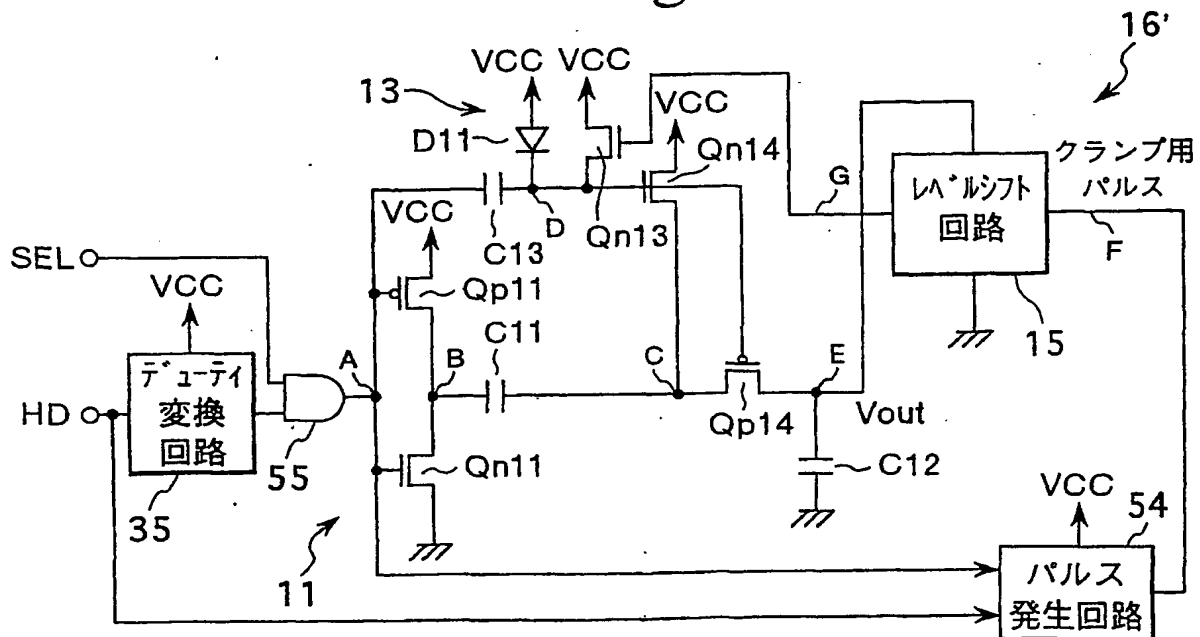 16'
VCC VCC
13
VCC
D11
Qn14
クランプ用
パルス
G
レベルシフト
回路
VCC
D
Qn13
C13
F
SEL
Qp11
VCC
C11
15
A
B
C
E
デューティ
変換
回路
HD
Vout
Qp14
55
Qn11
C12
35
VCC
54
11
パルス
発生回路